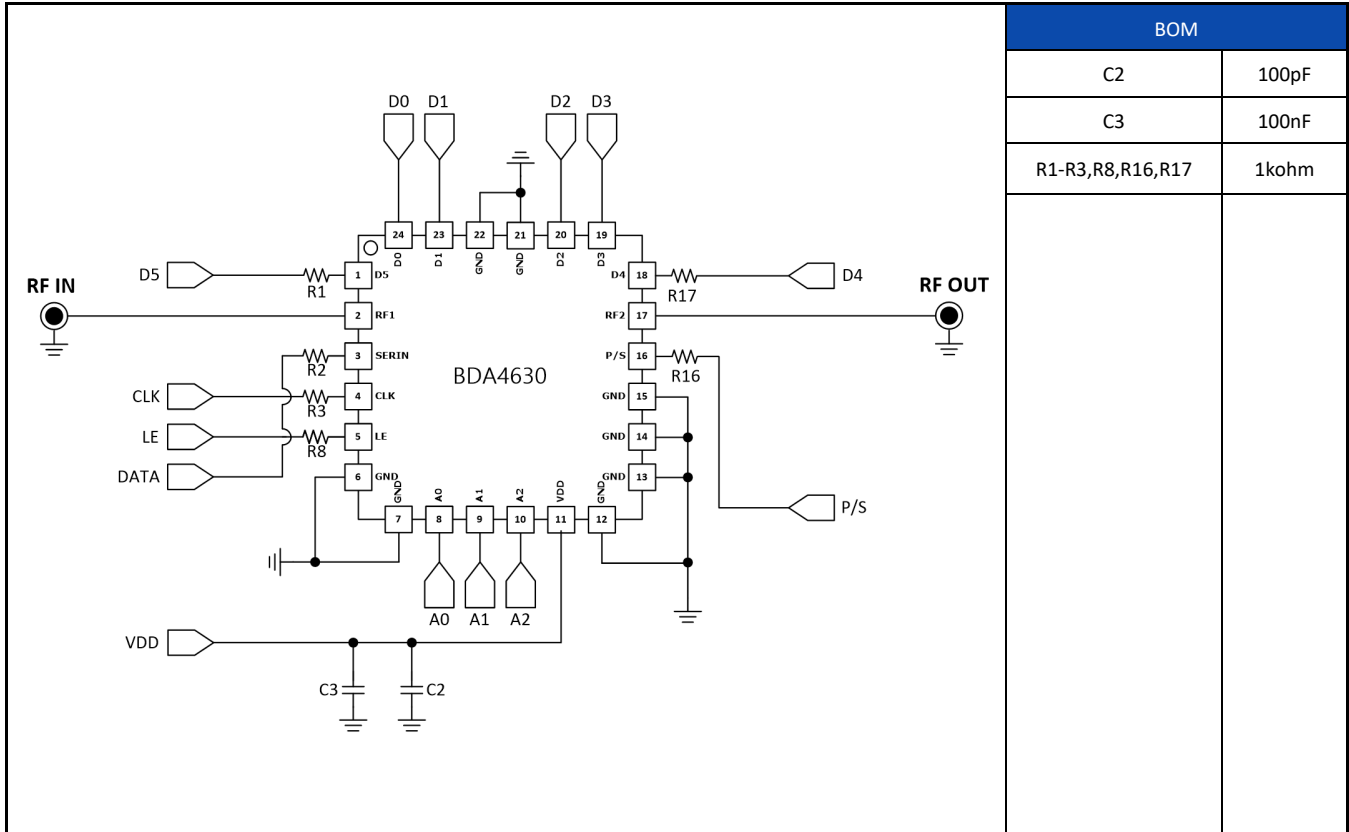 BOM
C2 100pF
C3 100nF
R1-R3,R8,R16,R17 1kohm
D0 D1 D2 D3
24 23 22 21 20 19
D0 D1 GND GND D2 D3
D5 R1 1 D5
D4 18 R17 D4
RF IN
RF OUT
2 RF1
RF2 17
R2 3 SERIN
P/S 16 R16
BDA4630
CLK R3 4 CLK
GND 15
LE R8 5 LE
GND 14
DATA 6 GND
GND 13
GND A0 A1 A2 VDD GND
7 8 9 10 11 12
P/S
A0 A1 A2
VDD
C3 C2